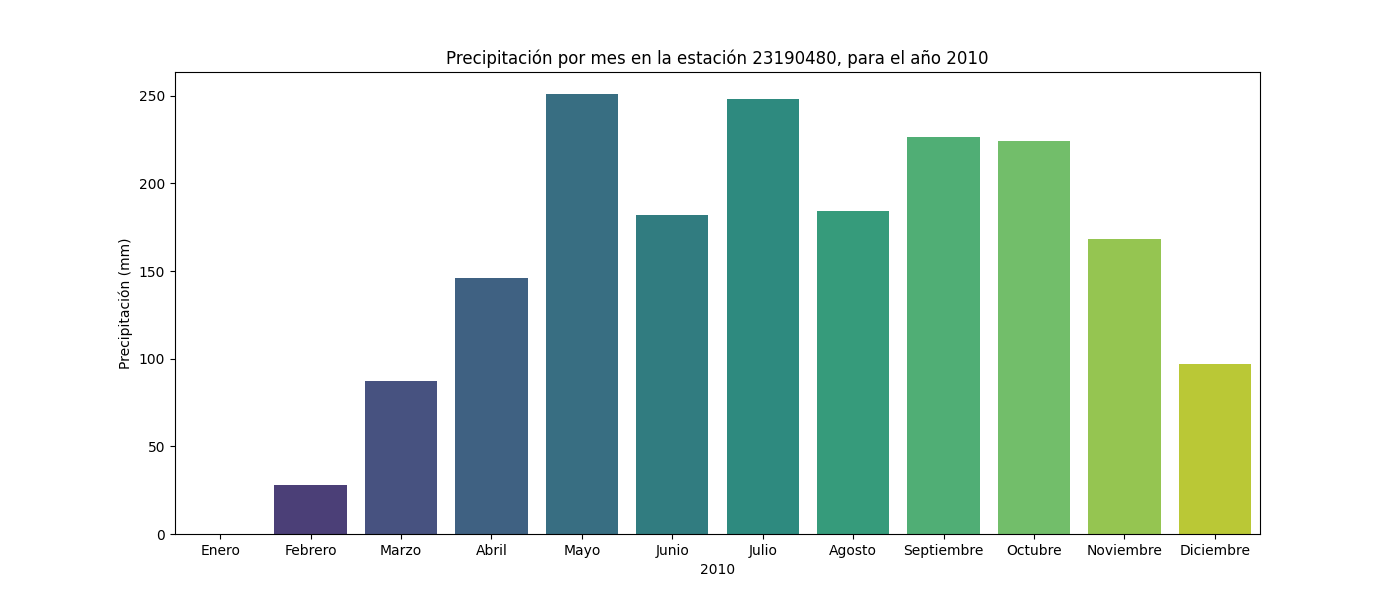 Precipitación por mes en la estación 23190480, para el año 2010
Precipitación (mm)
250
200
150
100
50
0
Enero Febrero Marzo Abril Mayo Junio Julio Agosto Septiembre Octubre Noviembre Diciembre
2010